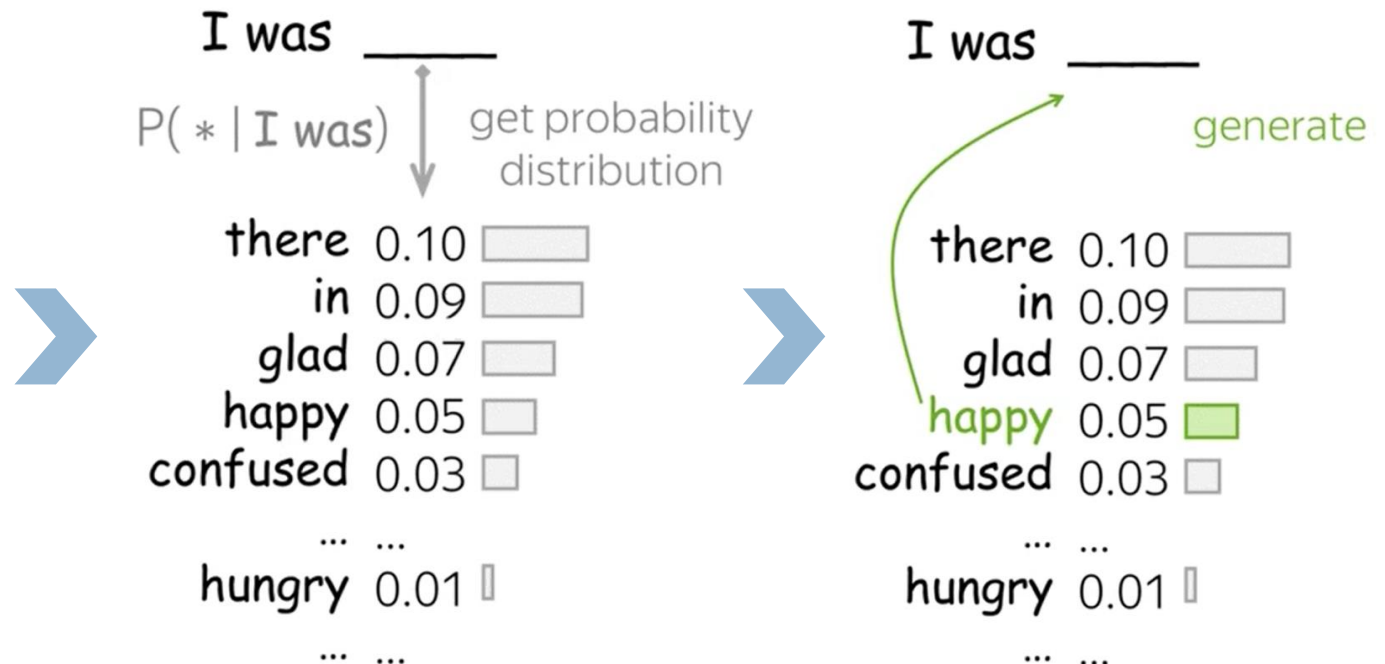 I was ____
P( * | I was)
get probability
distribution
there 0.10
in 0.09
glad 0.07
happy 0.05
confused 0.03
... ...
hungry 0.01
... ...
I was ____
generate
there 0.10
in 0.09
glad 0.07
happy 0.05
confused 0.03
... ...
hungry 0.01
... ...